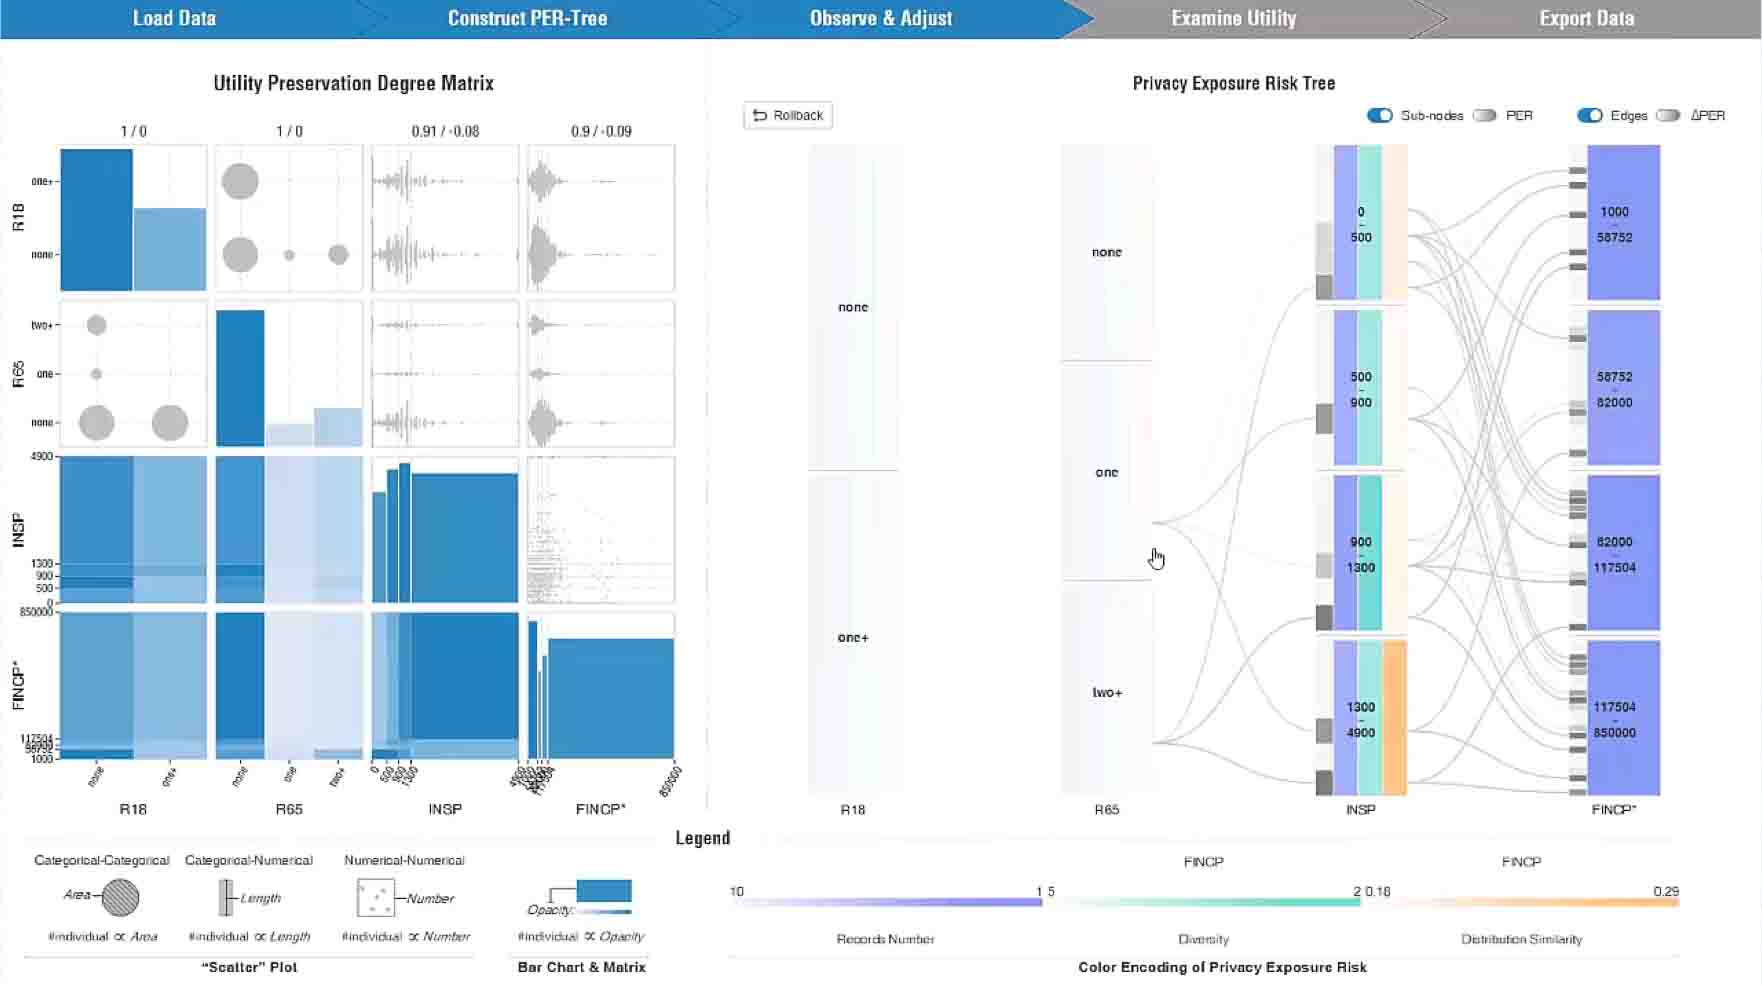 Load Data
Construct PER-Tree
Observe & Adjust
Examine Utility
Export Data
Utility Preservation Degree Matrix
1 / 0
1 / 0
0.91 / -0.08
0.9 / -0.09
R18
one+
none
R65
two+
one
none
INSP
4900
1300
900
500
0
FINCP*
850000
117504
1000
none
one+
none
one
two+
0
500
900
1300
850000
R18
R65
INSP
FINCP*
Privacy Exposure Risk Tree
Rollback
Sub-nodes
PER
Edges
ΔPER
none
one+
none
one
two+
0
-
500
500
-
900
900
-
1300
1300
-
4900
1000
-
58752
58752
-
82000
82000
-
117504
117504
-
850000
R18
R65
INSP
FINCP*
Legend
Categorical-Categorical
Categorical-Numerical
Numerical-Numerical
Area
Length
Number
Opacity:
#individual ∝ Area
#individual ∝ Length
#individual ∝ Number
#individual ∝ Opacity
“Scatter” Plot
Bar Chart & Matrix
FINCP
FINCP
10
1 5
2 0.18
0.29
Records Number
Diversity
Distribution Similarity
Color Encoding of Privacy Exposure Risk